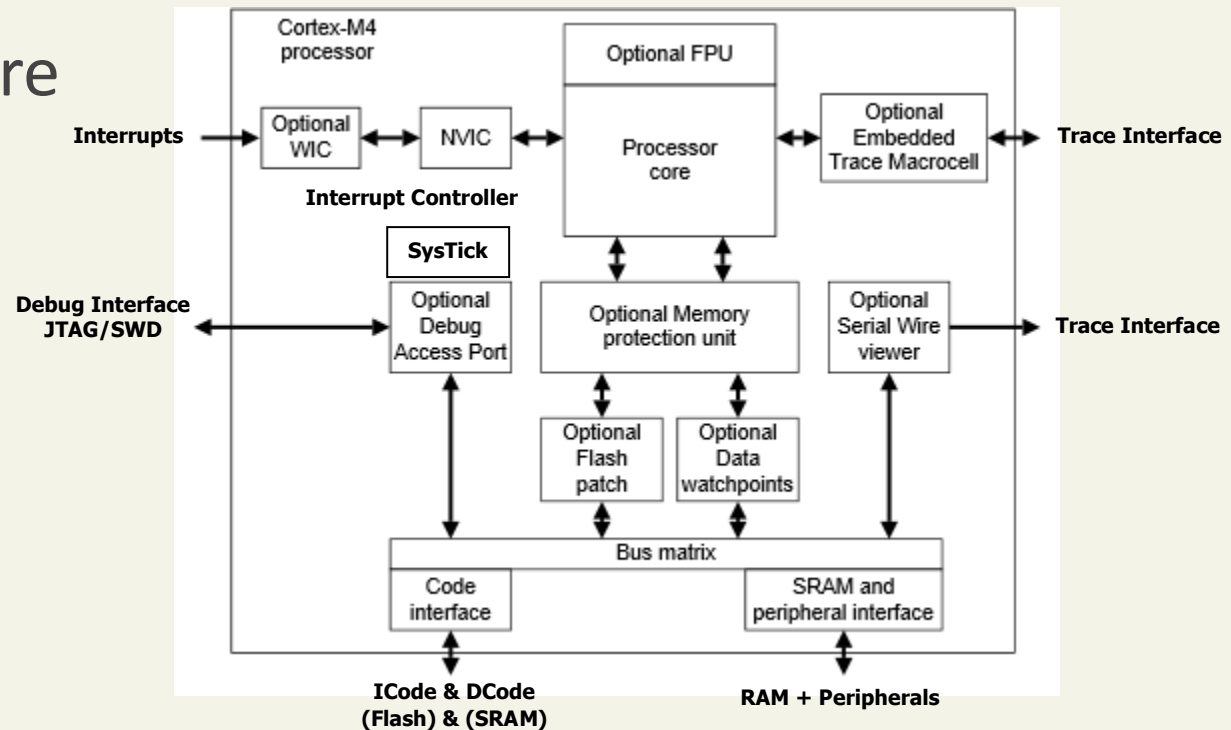 re
Cortex-M4
processor
Optional FPU
Processor
core
Interrupts
Optional
WIC
NVIC
Interrupt Controller
Optional
Embedded
Trace Macrocell
Trace Interface
SysTick
Debug Interface
JTAG/SWD
Optional
Debug
Access Port
Optional Memory
protection unit
Optional
Serial Wire
viewer
Trace Interface
Optional
Flash
patch
Optional
Data
watchpoints
Bus matrix
Code
interface
SRAM and
peripheral interface
ICode & DCode
(Flash) & (SRAM)
RAM + Peripherals